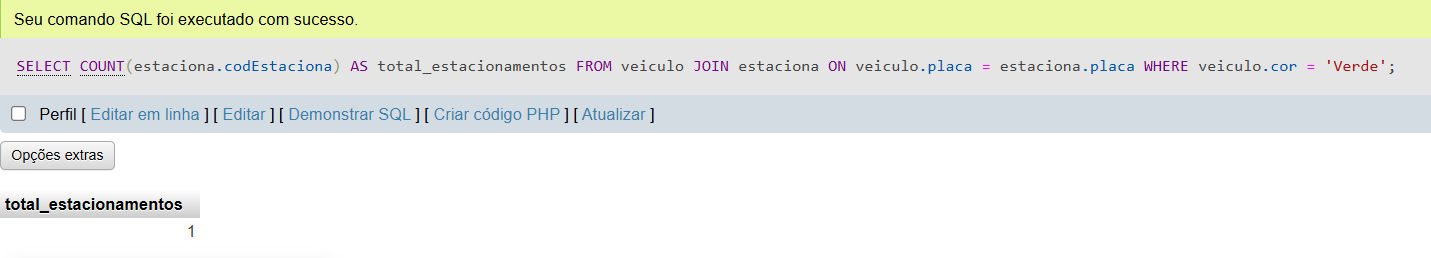 Seu comando SQL foi executado com sucesso.
SELECT COUNT(estaciona.codEstaciona) AS total_estacionamentos FROM veiculo JOIN estaciona ON veiculo.placa = estaciona.placa WHERE veiculo.cor = 'Verde';
Perfil [ Editar em linha ] [ Editar ] [ Demonstrar SQL ] [ Criar código PHP ] [ Atualizar ]
Opções extras
total_estacionamentos
1